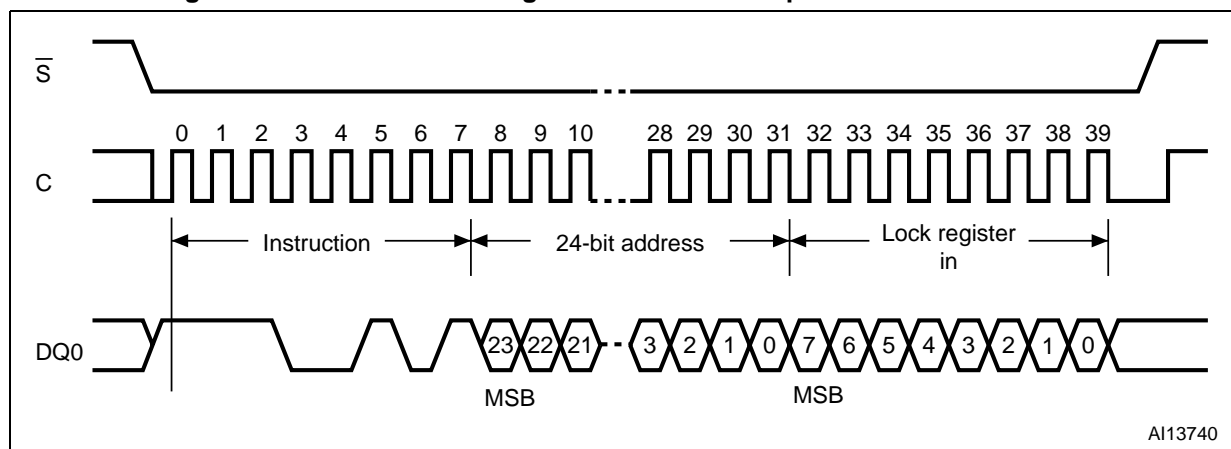 S̅
0 1 2 3 4 5 6 7 8 9 10 28 29 30 31 32 33 34 35 36 37 38 39
C
Instruction 24-bit address Lock register
in
DQ0 23 22 21 3 2 1 0 7 6 5 4 3 2 1 0
MSB MSB
AI13740